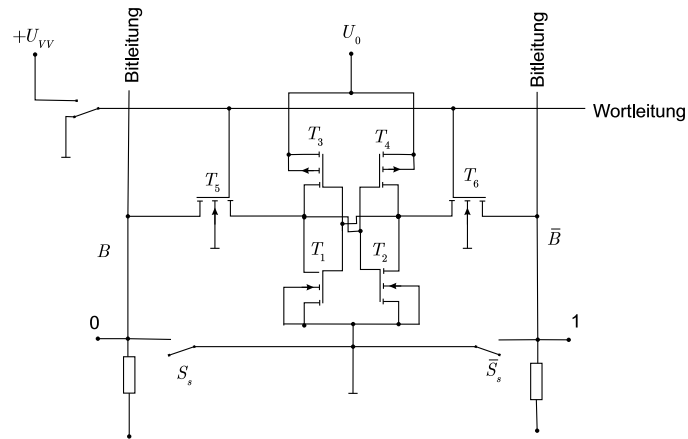 +U_VV
Bitleitung
U_0
Bitleitung
Wortleitung
T_3
T_4
T_5
T_6
B
T_1
T_2
B̄
0
1
S_s
S̄_s